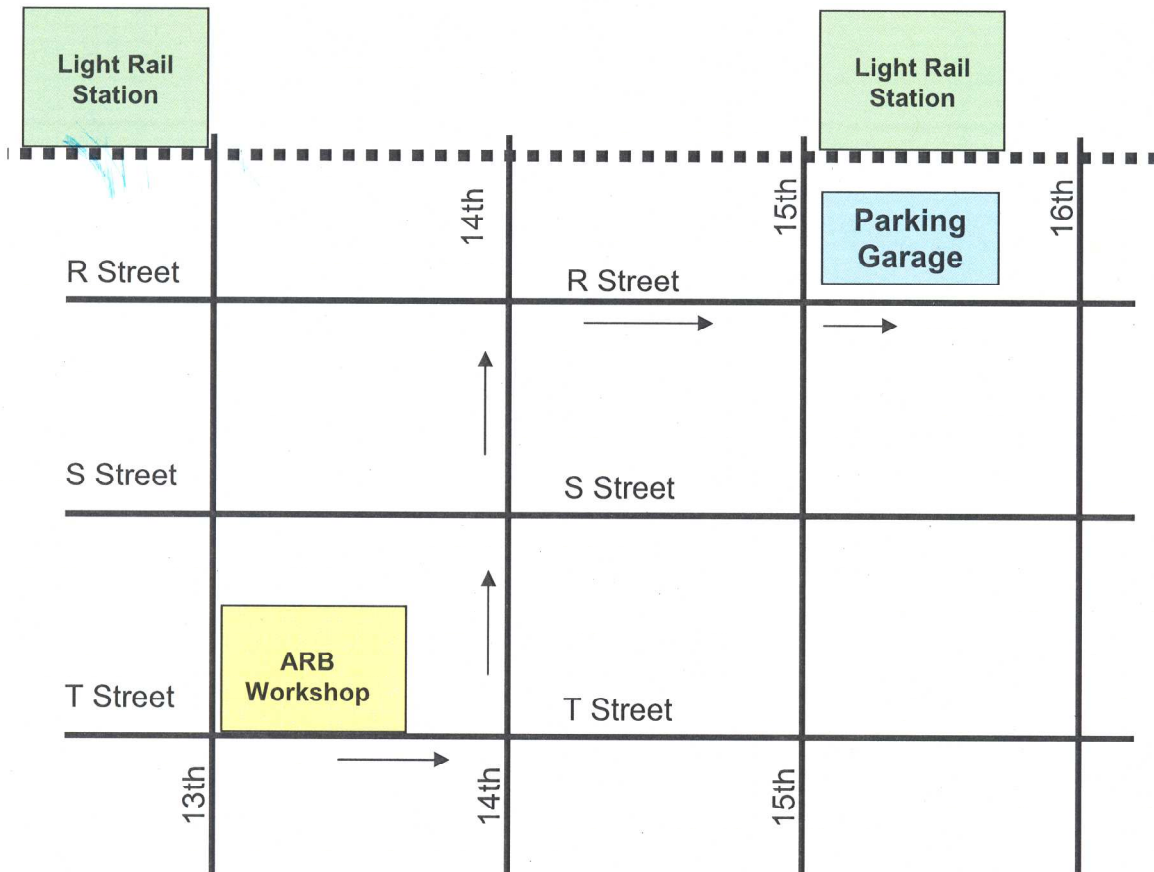 Light Rail
Station
Light Rail
Station
14th
15th
16th
Parking
Garage
R Street
R Street
S Street
S Street
ARB
Workshop
T Street
T Street
13th
14th
15th